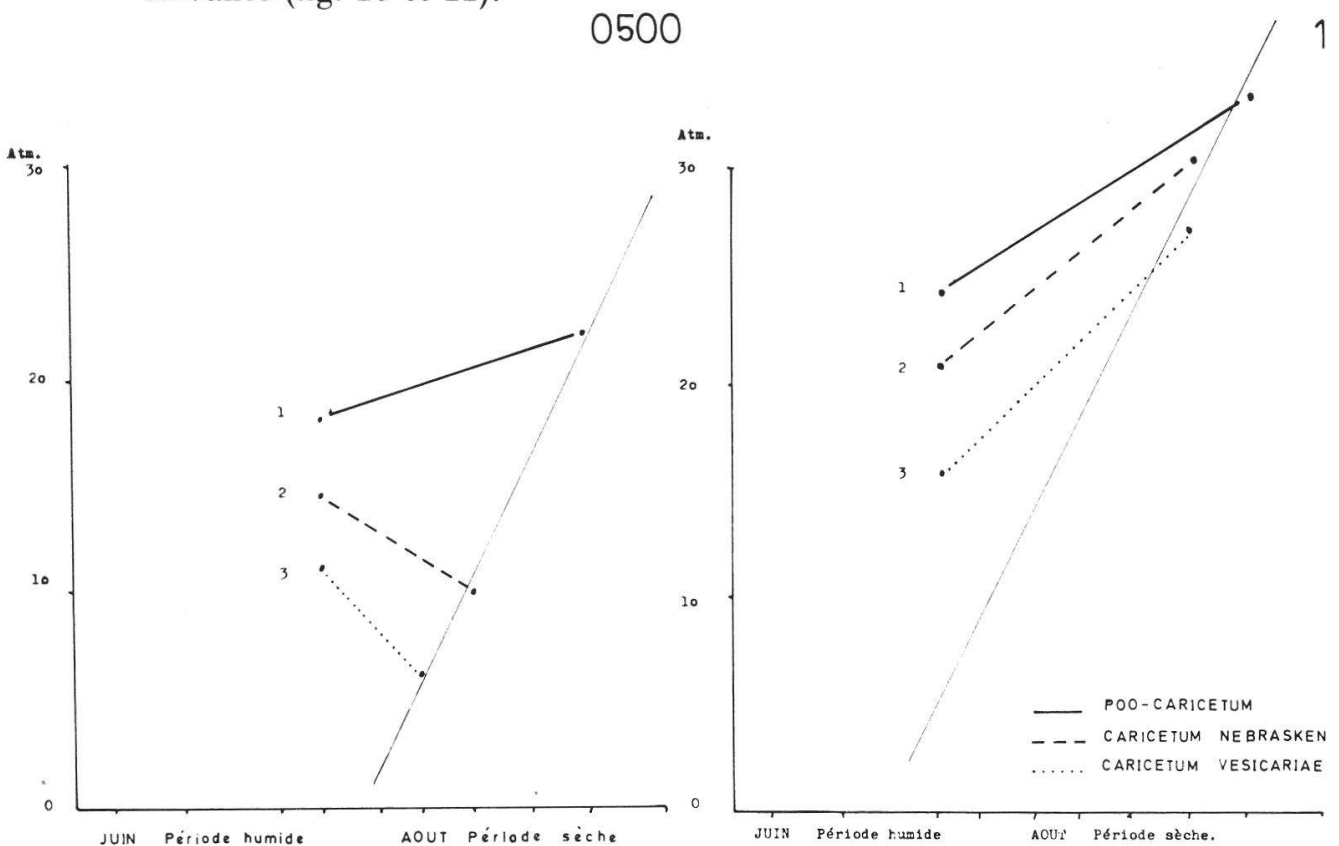 0500
1
Atm.
30
20
10
0
1
2
3
JUIN Période humide AOUT Période sèche
Atm.
30
20
10
0
1
2
3
POO-CARICETUM
CARICETUM NEBRASKEN
CARICETUM VESICARIAE
JUIN Période humide AOUT Période sèche.